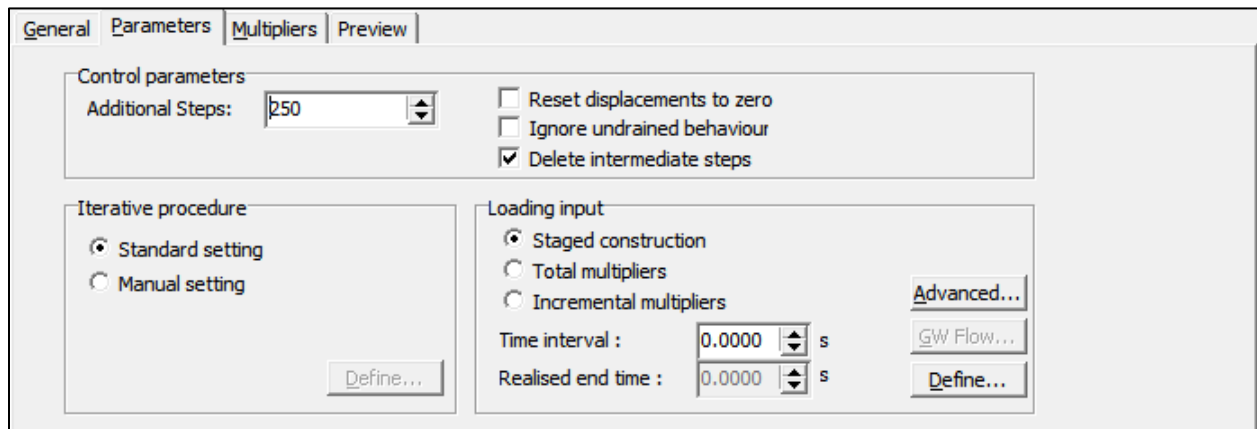 General Parameters Multipliers Preview
Control parameters
Additional Steps: 250
Reset displacements to zero
Ignore undrained behaviour
Delete intermediate steps
Iterative procedure
Standard setting
Manual setting
Define...
Loading input
Staged construction
Total multipliers
Incremental multipliers
Advanced...
Time interval : 0.0000 s
GW Flow...
Realised end time : 0.0000 s
Define...